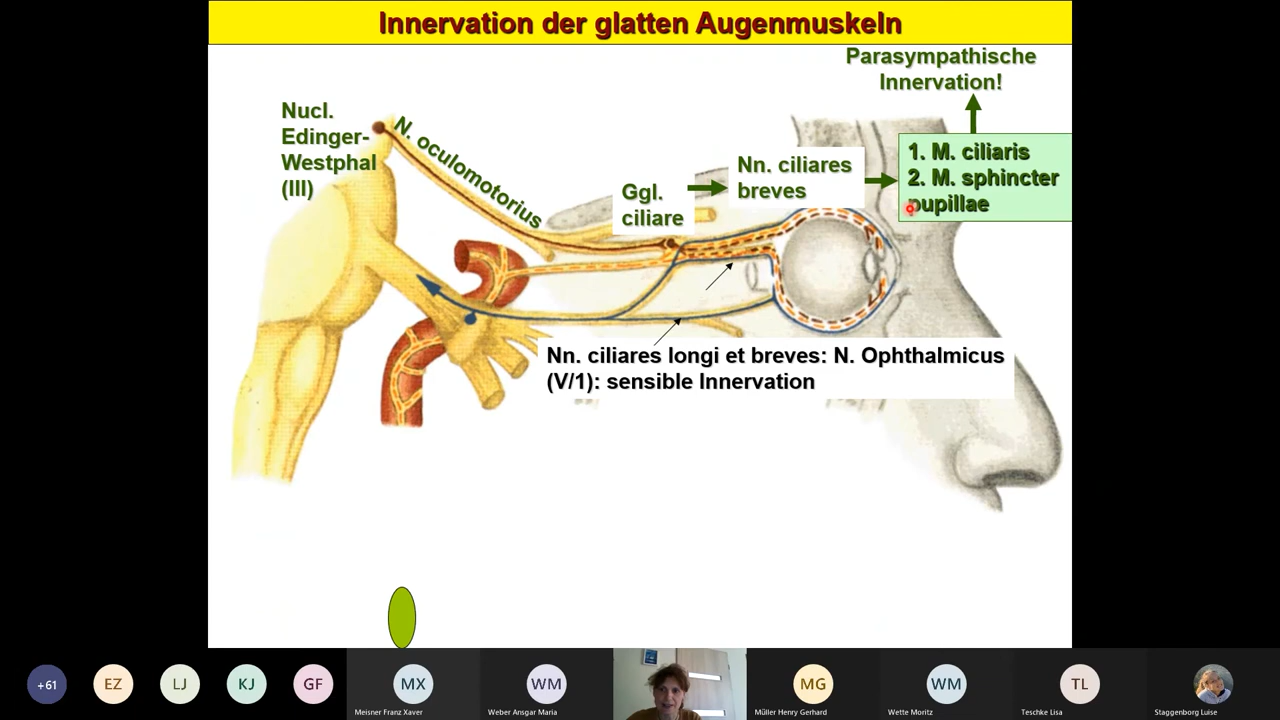 Innervation der glatten Augenmuskeln
Parasympathische
Innervation!
Nucl.
Edinger-
Westphal
(III)
N. oculomotorius
Ggl.
ciliare
Nn. ciliares
breves
1. M. ciliaris
2. M. sphincter
pupillae
Nn. ciliares longi et breves: N. Ophthalmicus
(V/1): sensible Innervation
+61
EZ
LJ
KJ
GF
MX
Meisner Franz Xaver
WM
Weber Ansgar Maria
MG
Müller Henry Gerhard
WM
Wette Moritz
TL
Teschke Lisa
Staggenborg Luise